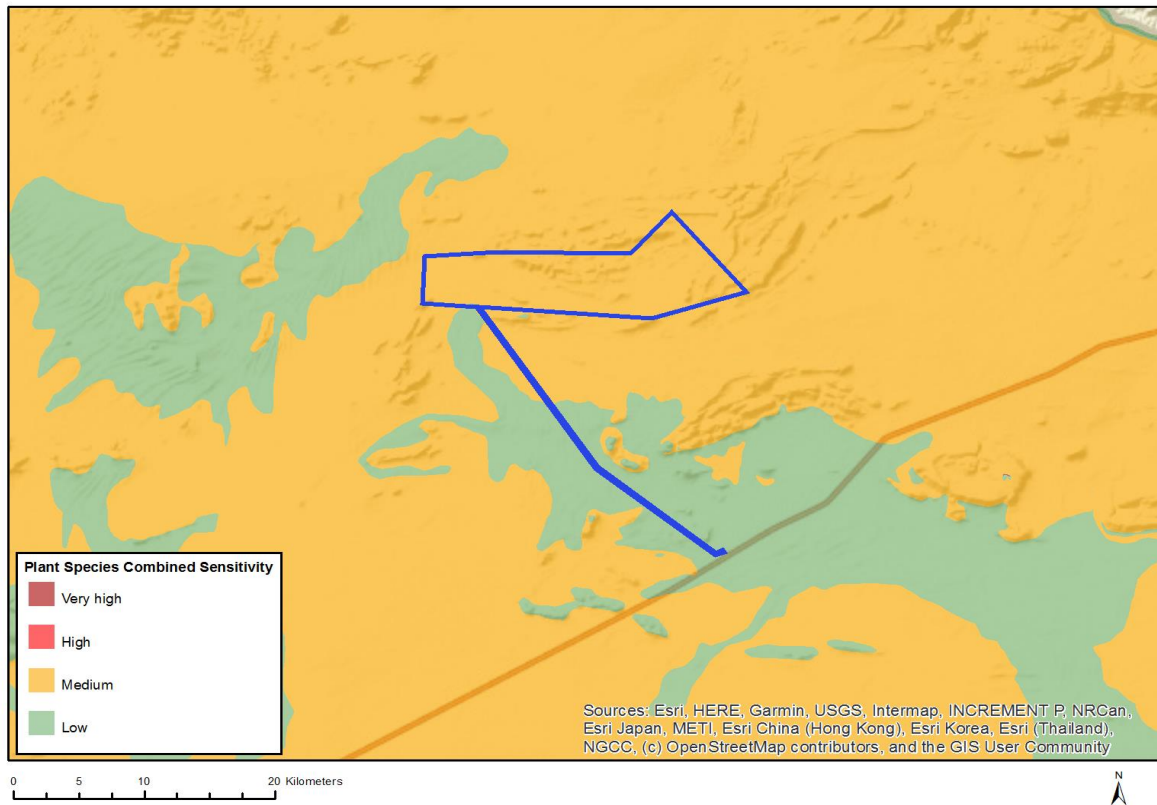 Plant Species Combined Sensitivity
Very high
High
Medium
Low
Sources: Esri, HERE, Garmin, USGS, Intermap, INCREMENT P, NRCan,
Esri Japan, METI, Esri China (Hong Kong), Esri Korea, Esri (Thailand),
NGCC, (c) OpenStreetMap contributors, and the GIS User Community
0 5 10 20 Kilometers
N